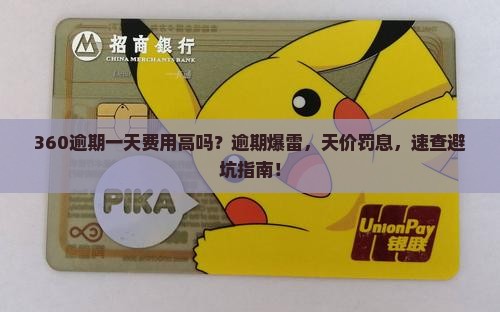 招商银行
CHINA MERCHANTS BANK
360逾期一天费用高吗？逾期爆雷，天价罚息，速查避
坑指南！
PIKA
UnionPay
银联